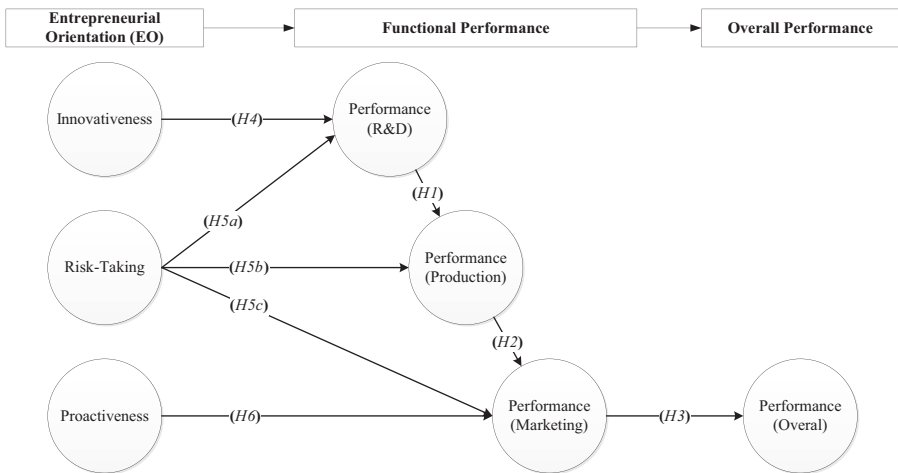 Entrepreneurial
Orientation (EO)
Functional Performance
Overall Performance
Innovativeness
(H4)
Performance
(R&D)
(H1)
(H5a)
Risk-Taking
(H5b)
Performance
(Production)
(H5c)
(H2)
Proactiveness
(H6)
Performance
(Marketing)
(H3)
Performance
(Overal)